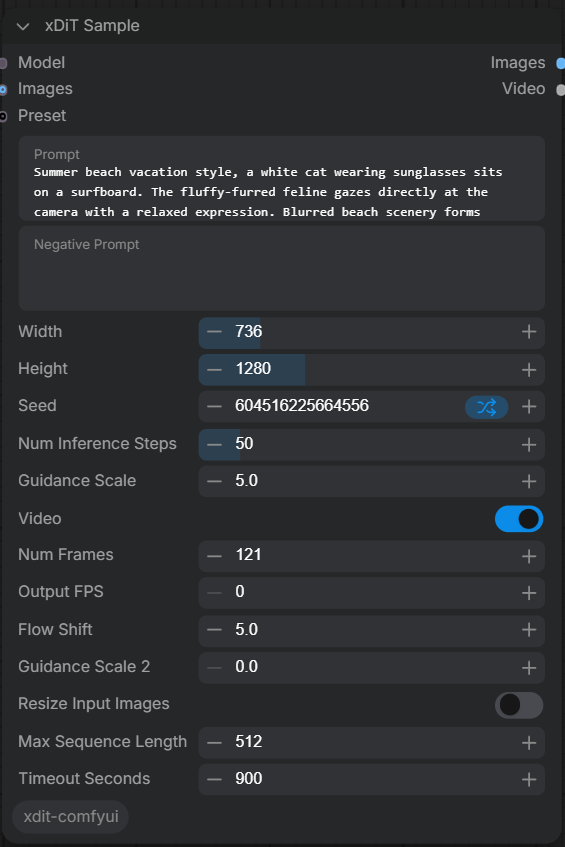 xDiT Sample
Model
Images
Images
Video
Preset
Prompt
Summer beach vacation style, a white cat wearing sunglasses sits
on a surfboard. The fluffy-furred feline gazes directly at the
camera with a relaxed expression. Blurred beach scenery forms
Negative Prompt
Width 736
Height 1280
Seed 604516225664556
Num Inference Steps 50
Guidance Scale 5.0
Video
Num Frames 121
Output FPS 0
Flow Shift 5.0
Guidance Scale 2 0.0
Resize Input Images
Max Sequence Length 512
Timeout Seconds 900
xdit-comfyui